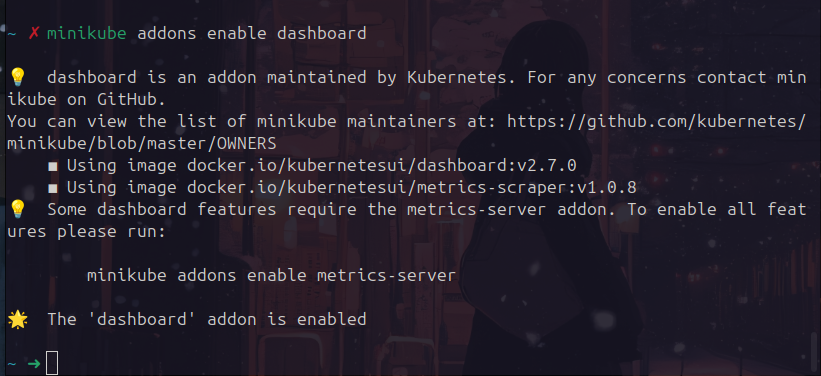 ~ ✗ minikube addons enable dashboard
💡 dashboard is an addon maintained by Kubernetes. For any concerns contact min
ikube on GitHub.
You can view the list of minikube maintainers at: https://github.com/kubernetes/
minikube/blob/master/OWNERS
▪ Using image docker.io/kubernetesui/dashboard:v2.7.0
▪ Using image docker.io/kubernetesui/metrics-scraper:v1.0.8
💡 Some dashboard features require the metrics-server addon. To enable all feat
ures please run:
minikube addons enable metrics-server
🌟 The 'dashboard' addon is enabled
~ ➜